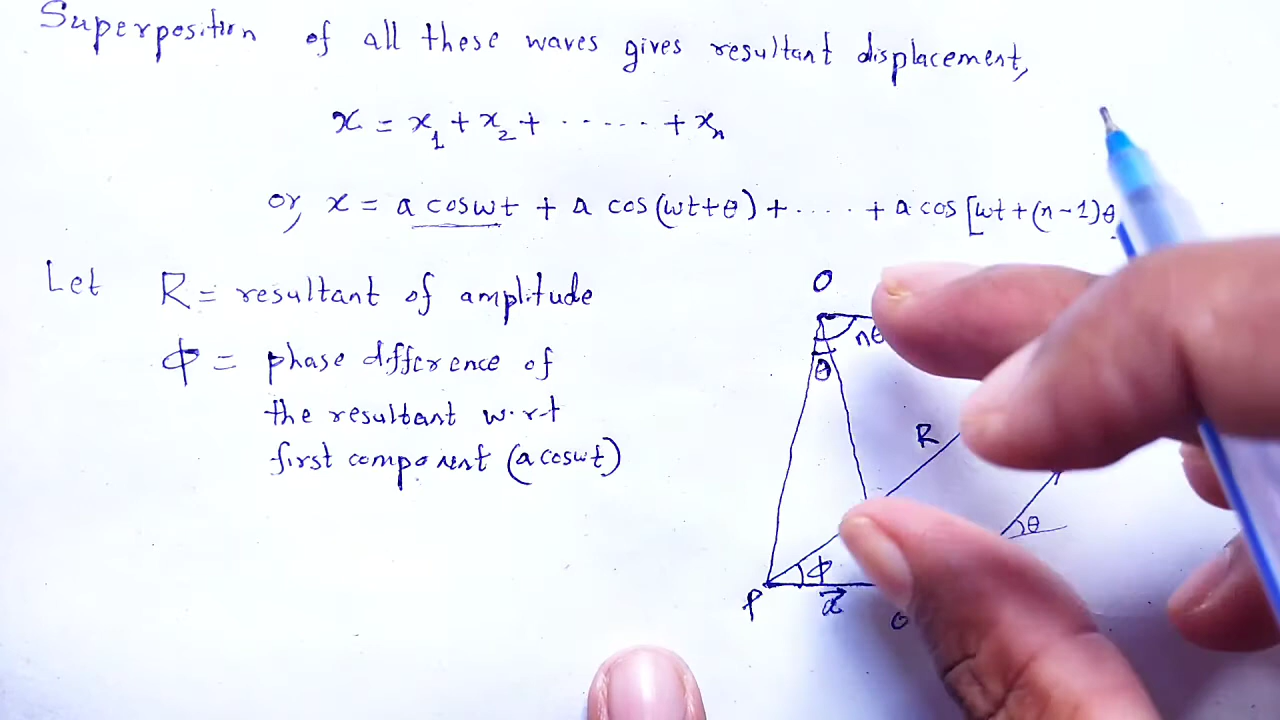 Superposition of all these waves gives resultant displacement,
x = x₁ + x₂ + ...... + xₙ
or, x = a cosωt + a cos(ωt+θ) + ..... + a cos [ωt + (n-1)θ
Let R = resultant of amplitude
ϕ = phase difference of
the resultant w.r.t
first component (a cosωt)
O
nθ
θ
R
θ
ϕ
P
a⃗